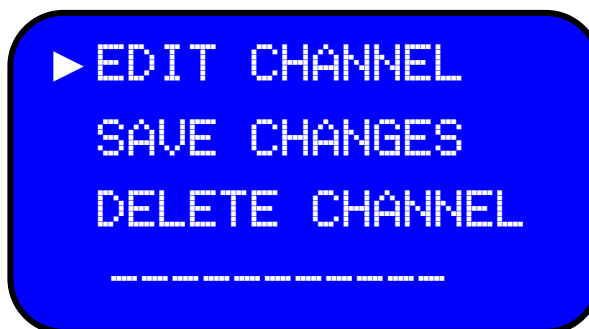 ►EDIT CHANNEL
SAVE CHANGES
DELETE CHANNEL
-----------